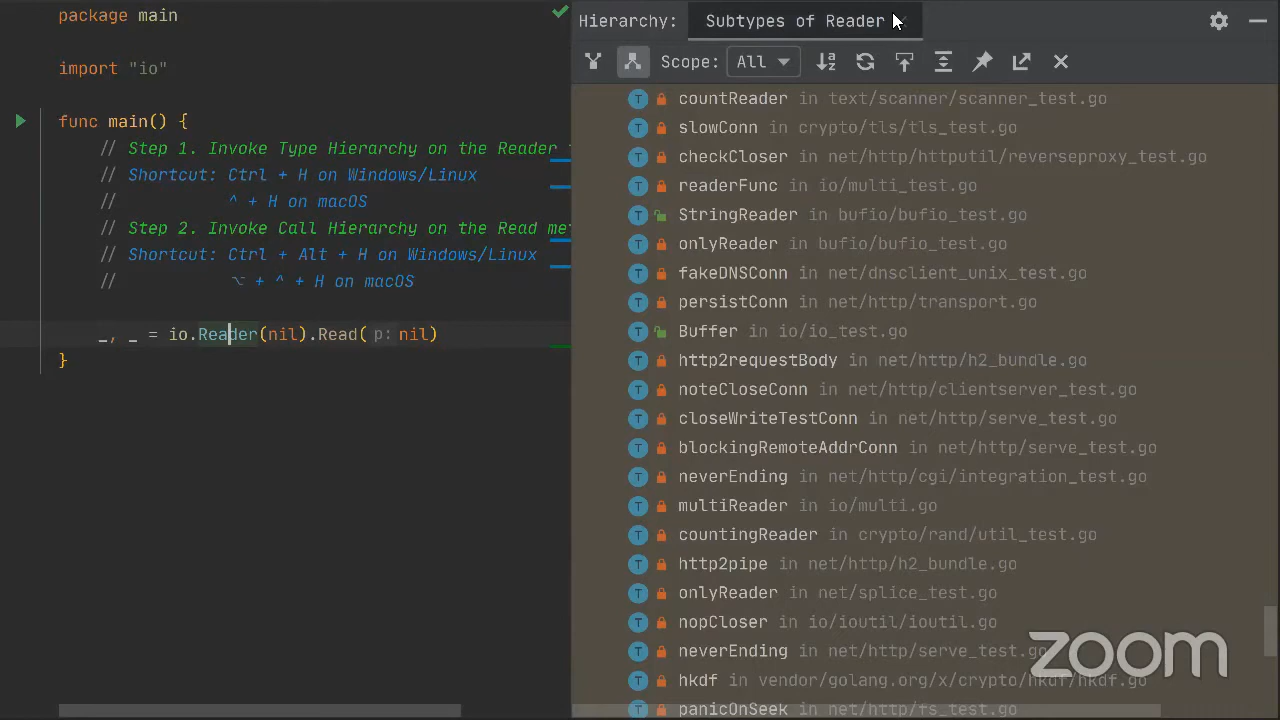 package main
import "io"
func main() {
// Step 1. Invoke Type Hierarchy on the Reader
// Shortcut: Ctrl + H on Windows/Linux
// ^ + H on macOS
// Step 2. Invoke Call Hierarchy on the Read
// Shortcut: Ctrl + Alt + H on Windows/Linux
// ⌥ + ^ + H on macOS
_, _ = io.Reader(nil).Read( p: nil)
}
Hierarchy: Subtypes of Reader
Scope: All
countReader in text/scanner/scanner_test.go
slowConn in crypto/tls/tls_test.go
checkCloser in net/http/httputil/reverseproxy_test.go
readerFunc in io/multi_test.go
StringReader in bufio/bufio_test.go
onlyReader in bufio/bufio_test.go
fakeDNSConn in net/dnsclient_unix_test.go
persistConn in net/http/transport.go
Buffer in io/io_test.go
http2requestBody in net/http/h2_bundle.go
noteCloseConn in net/http/clientserver_test.go
closeWriteTestConn in net/http/serve_test.go
blockingRemoteAddrConn in net/http/serve_test.go
neverEnding in net/http/cgi/integration_test.go
multiReader in io/multi.go
countingReader in crypto/rand/util_test.go
http2pipe in net/http/h2_bundle.go
onlyReader in net/splice_test.go
nopCloser in io/ioutil/ioutil.go
neverEnding in net/http/serve_test.go
hkdf in vendor/golang.org/x/crypto/hkdf/hkdf.go
panicOnSeek in net/http/fs_test.go
zoom